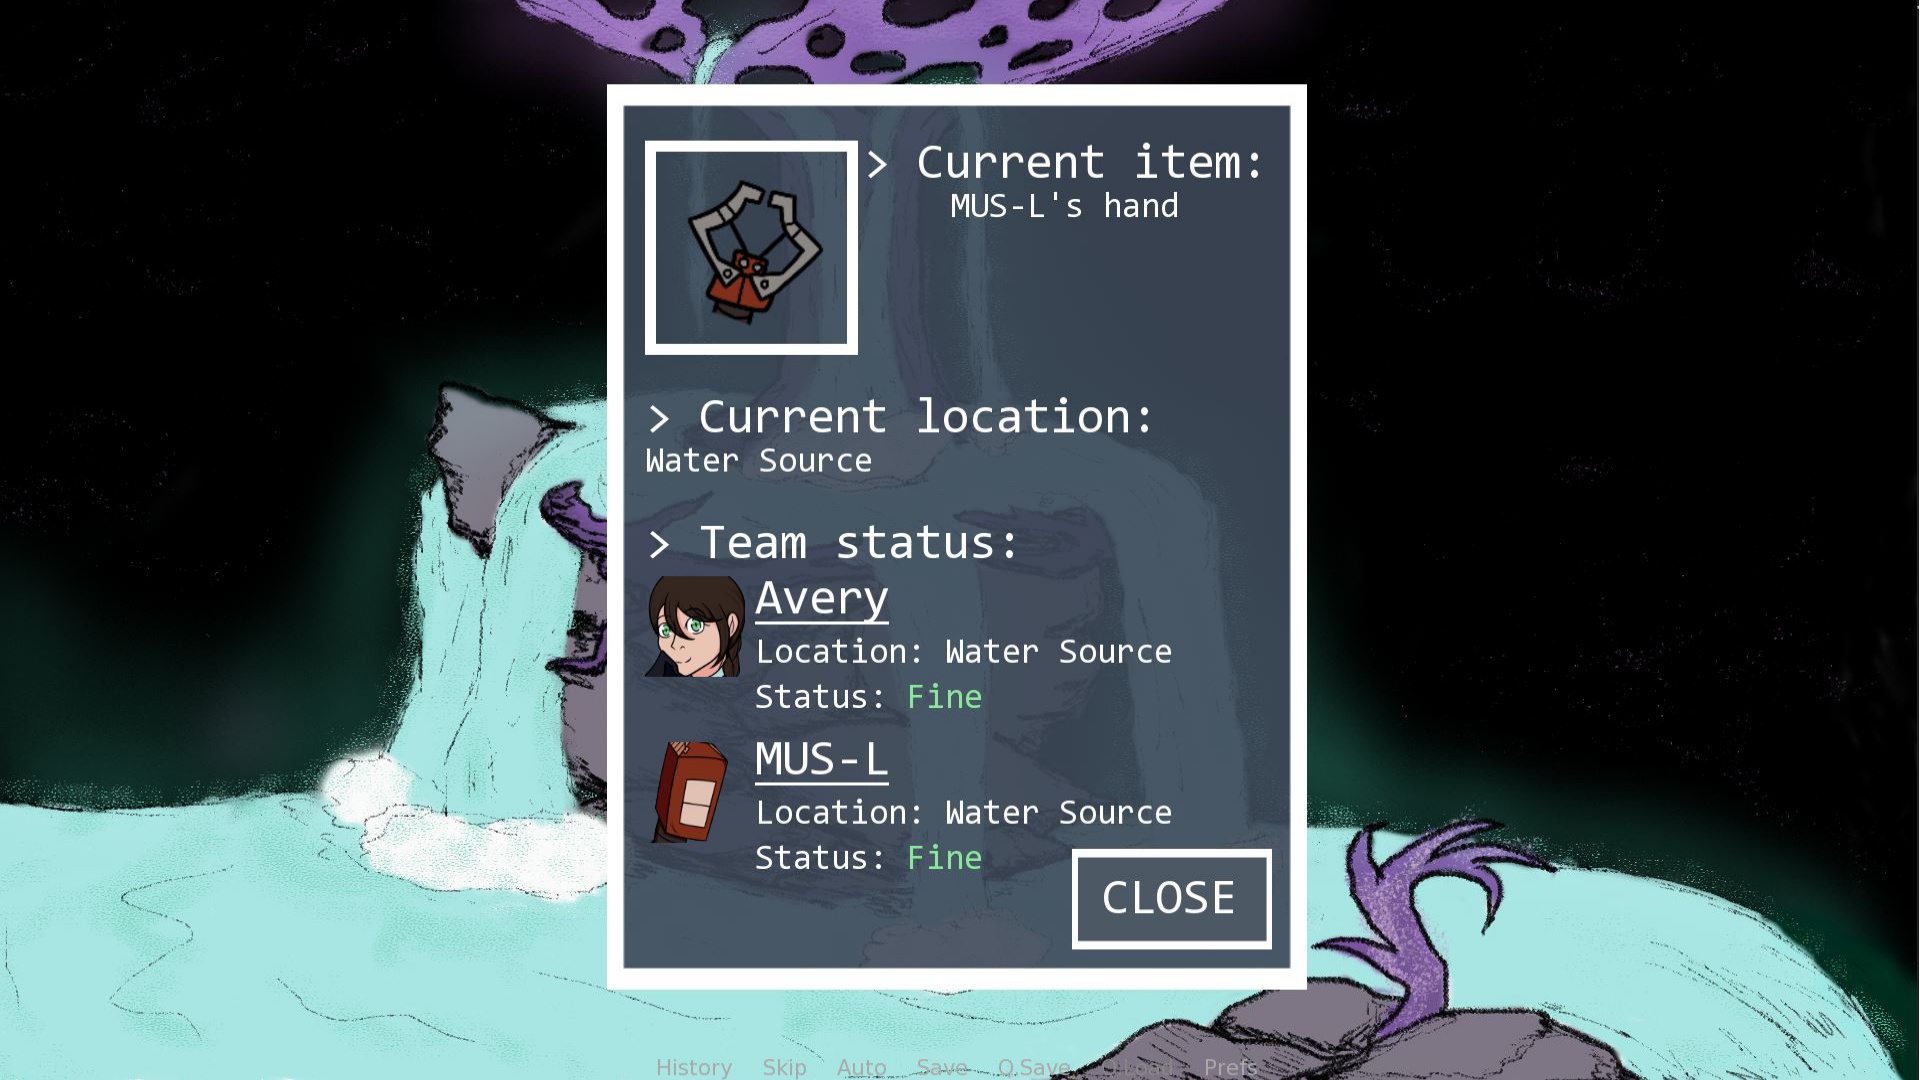 > Current item:
MUS-L's hand
> Current location:
Water Source
> Team status:
Avery
Location: Water Source
Status: Fine
MUS-L
Location: Water Source
Status: Fine
CLOSE
History Skip Auto Save Q.Save Q.Load Prefs